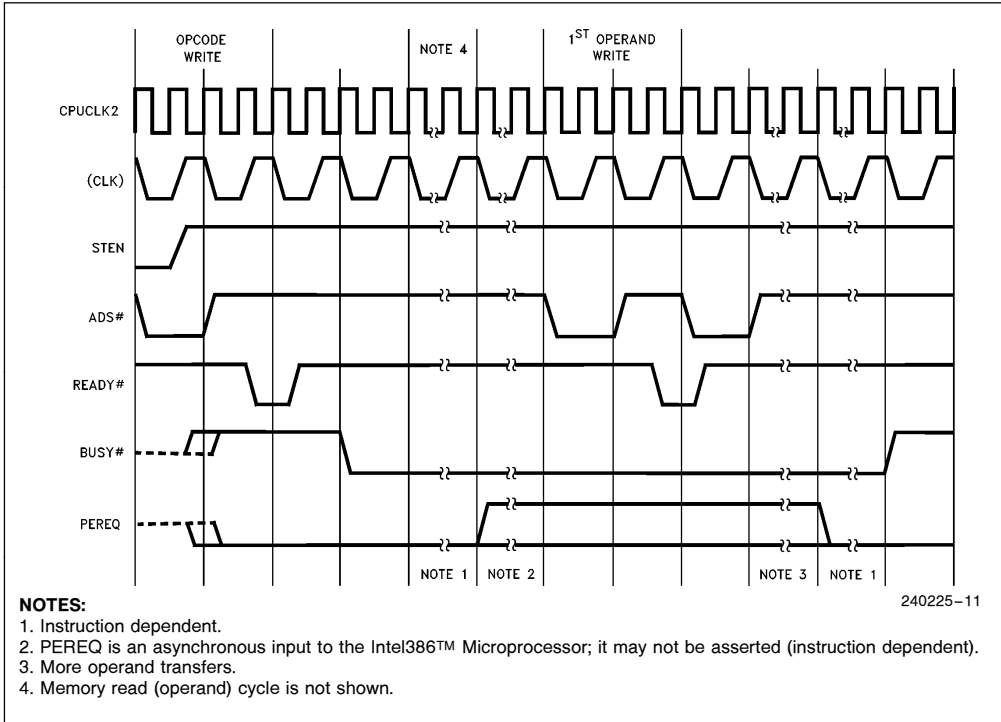 OPCODE
WRITE
NOTE 4
1ST OPERAND
WRITE
CPUCLK2
(CLK)
STEN
ADS#
READY#
BUSY#
PEREQ
NOTE 1
NOTE 2
NOTE 3
NOTE 1
240225–11
NOTES:
1. Instruction dependent.
2. PEREQ is an asynchronous input to the Intel386™ Microprocessor; it may not be asserted (instruction dependent).
3. More operand transfers.
4. Memory read (operand) cycle is not shown.